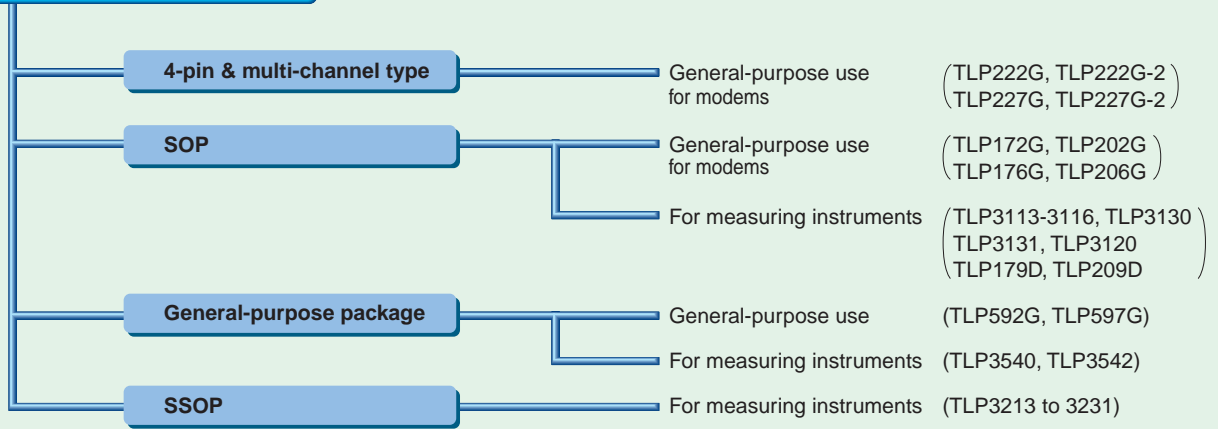 4-pin & multi-channel type
General-purpose use
for modems
(TLP222G, TLP222G-2
TLP227G, TLP227G-2)
SOP
General-purpose use
for modems
(TLP172G, TLP202G
TLP176G, TLP206G)
For measuring instruments
(TLP3113-3116, TLP3130
TLP3131, TLP3120
TLP179D, TLP209D)
General-purpose package
General-purpose use
(TLP592G, TLP597G)
For measuring instruments
(TLP3540, TLP3542)
SSOP
For measuring instruments
(TLP3213 to 3231)